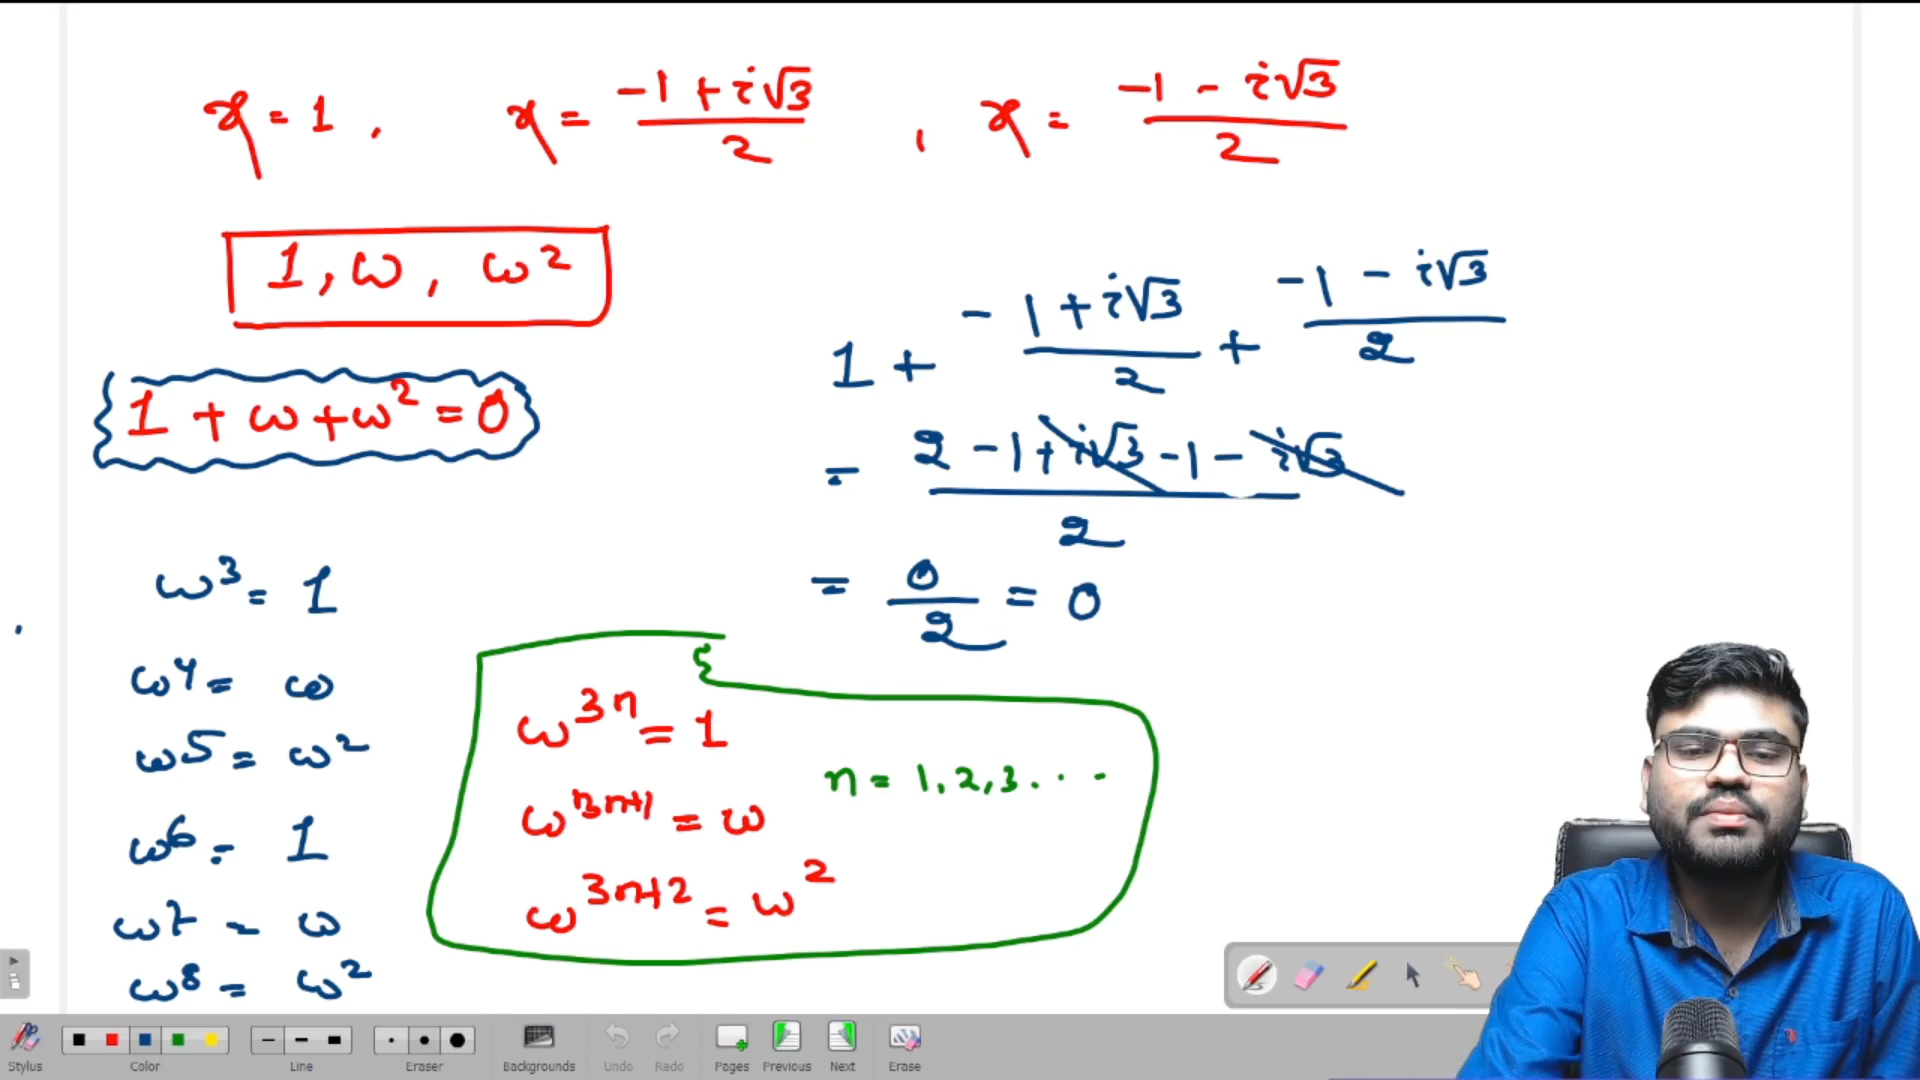 x = 1 , x = (-1 + i√3)/2 , x = (-1 - i√3)/2
1, ω, ω²
1 + ω + ω² = 0
1 + (-1 + i√3)/2 + (-1 - i√3)/2
= (2 - 1 + i√3 - 1 - i√3)/2
= 0/2 = 0
ω³ = 1
ω⁴ = ω
ω⁵ = ω²
ω⁶ = 1
ω⁷ = ω
ω⁸ = ω²
ω³ⁿ = 1
ω³ⁿ⁺¹ = ω
ω³ⁿ⁺² = ω²
n = 1, 2, 3 . . .
Stylus Color Line Eraser Backgrounds Undo Redo Pages Previous Next Erase